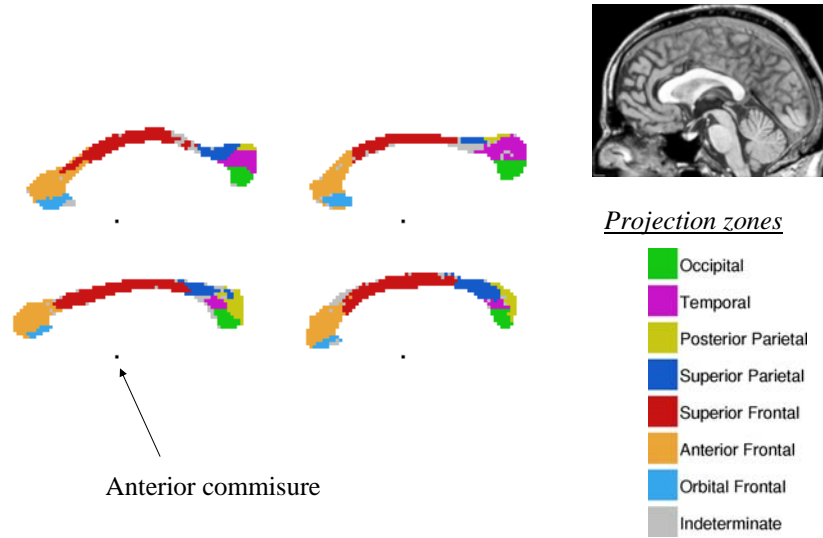 Projection zones
Occipital
Temporal
Posterior Parietal
Superior Parietal
Superior Frontal
Anterior Frontal
Orbital Frontal
Indeterminate
Anterior commisure